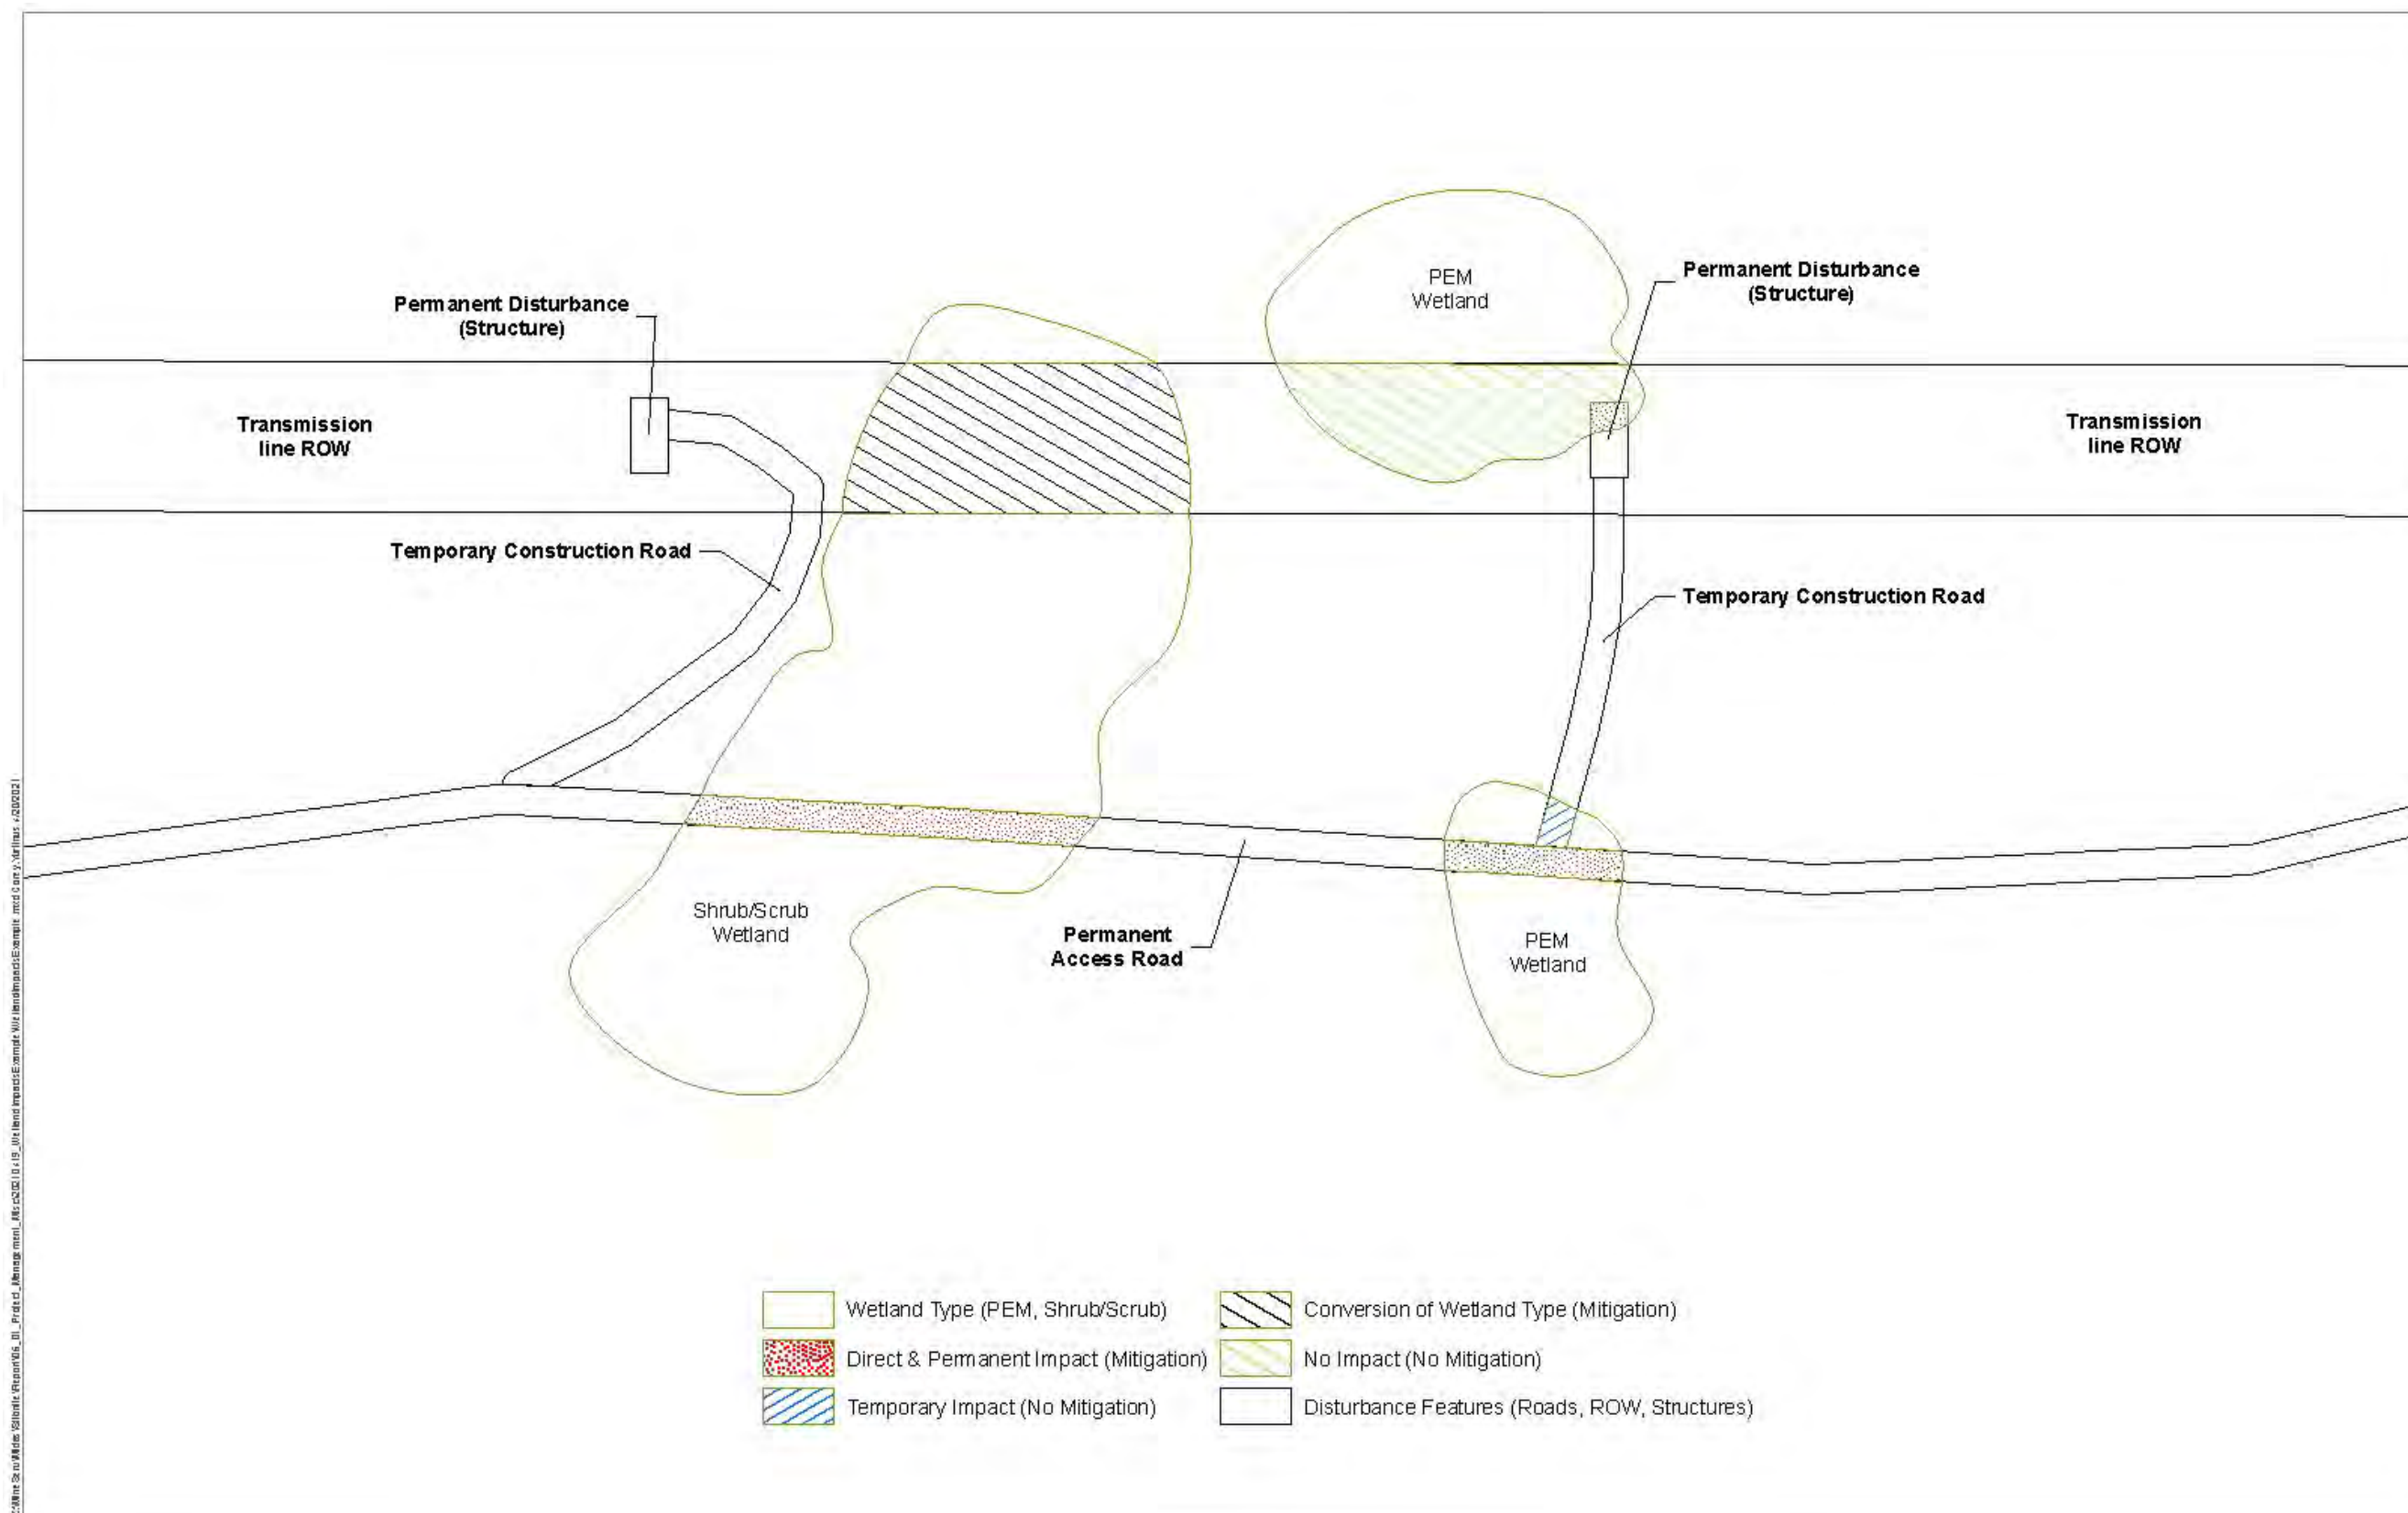 PEM
Wetland
Permanent Disturbance
(Structure)
Permanent Disturbance
(Structure)
Transmission
line ROW
Transmission
line ROW
Temporary Construction Road
Temporary Construction Road
Shrub/Scrub
Wetland
Permanent
Access Road
PEM
Wetland
Wetland Type (PEM, Shrub/Scrub)
Conversion of Wetland Type (Mitigation)
Direct & Permanent Impact (Mitigation)
No Impact (No Mitigation)
Temporary Impact (No Mitigation)
Disturbance Features (Roads, ROW, Structures)